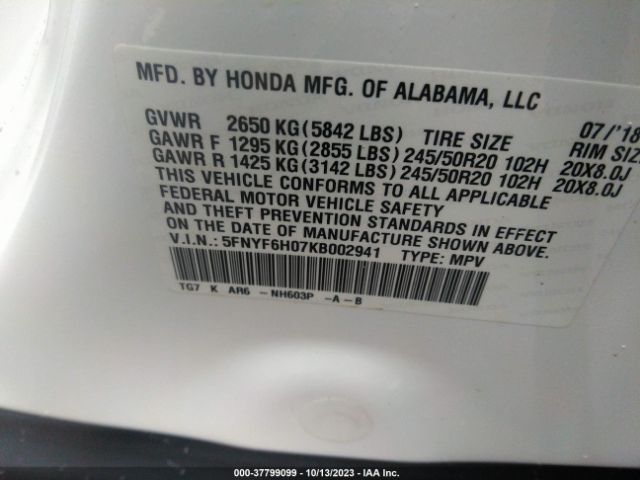 MFD. BY HONDA MFG. OF ALABAMA, LLC
GVWR 2650 KG (5842 LBS) TIRE SIZE 07/'18
RIM SIZ
GAWR F 1295 KG (2855 LBS) 245/50R20 102H 20X8.0J
GAWR R 1425 KG (3142 LBS) 245/50R20 102H 20X8.0J
THIS VEHICLE CONFORMS TO ALL APPLICABLE
FEDERAL MOTOR VEHICLE SAFETY
AND THEFT PREVENTION STANDARDS IN EFFECT
ON THE DATE OF MANUFACTURE SHOWN ABOVE.
V.I.N.: 5FNYF6H07KB002941 TYPE: MPV
TG7 K AR6 - NH603P -A-B
000-37799099 - 10/13/2023 - IAA Inc.